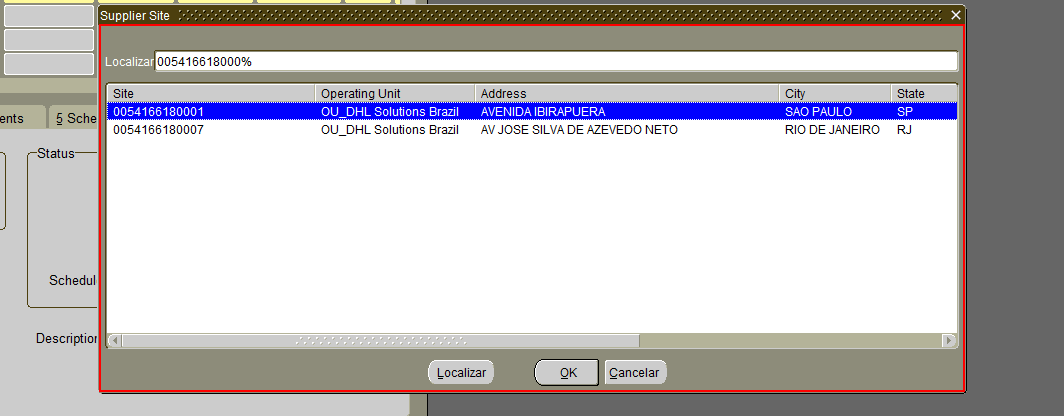 Supplier Site
Localizar 005416618000%
Site Operating Unit Address City State
0054166180001 OU_DHL Solutions Brazil AVENIDA IBIRAPUERA SAO PAULO SP
0054166180007 OU_DHL Solutions Brazil AV JOSE SILVA DE AZEVEDO NETO RIO DE JANEIRO RJ
ents 5 Sche
Status
Schedul
Description
Localizar OK Cancelar